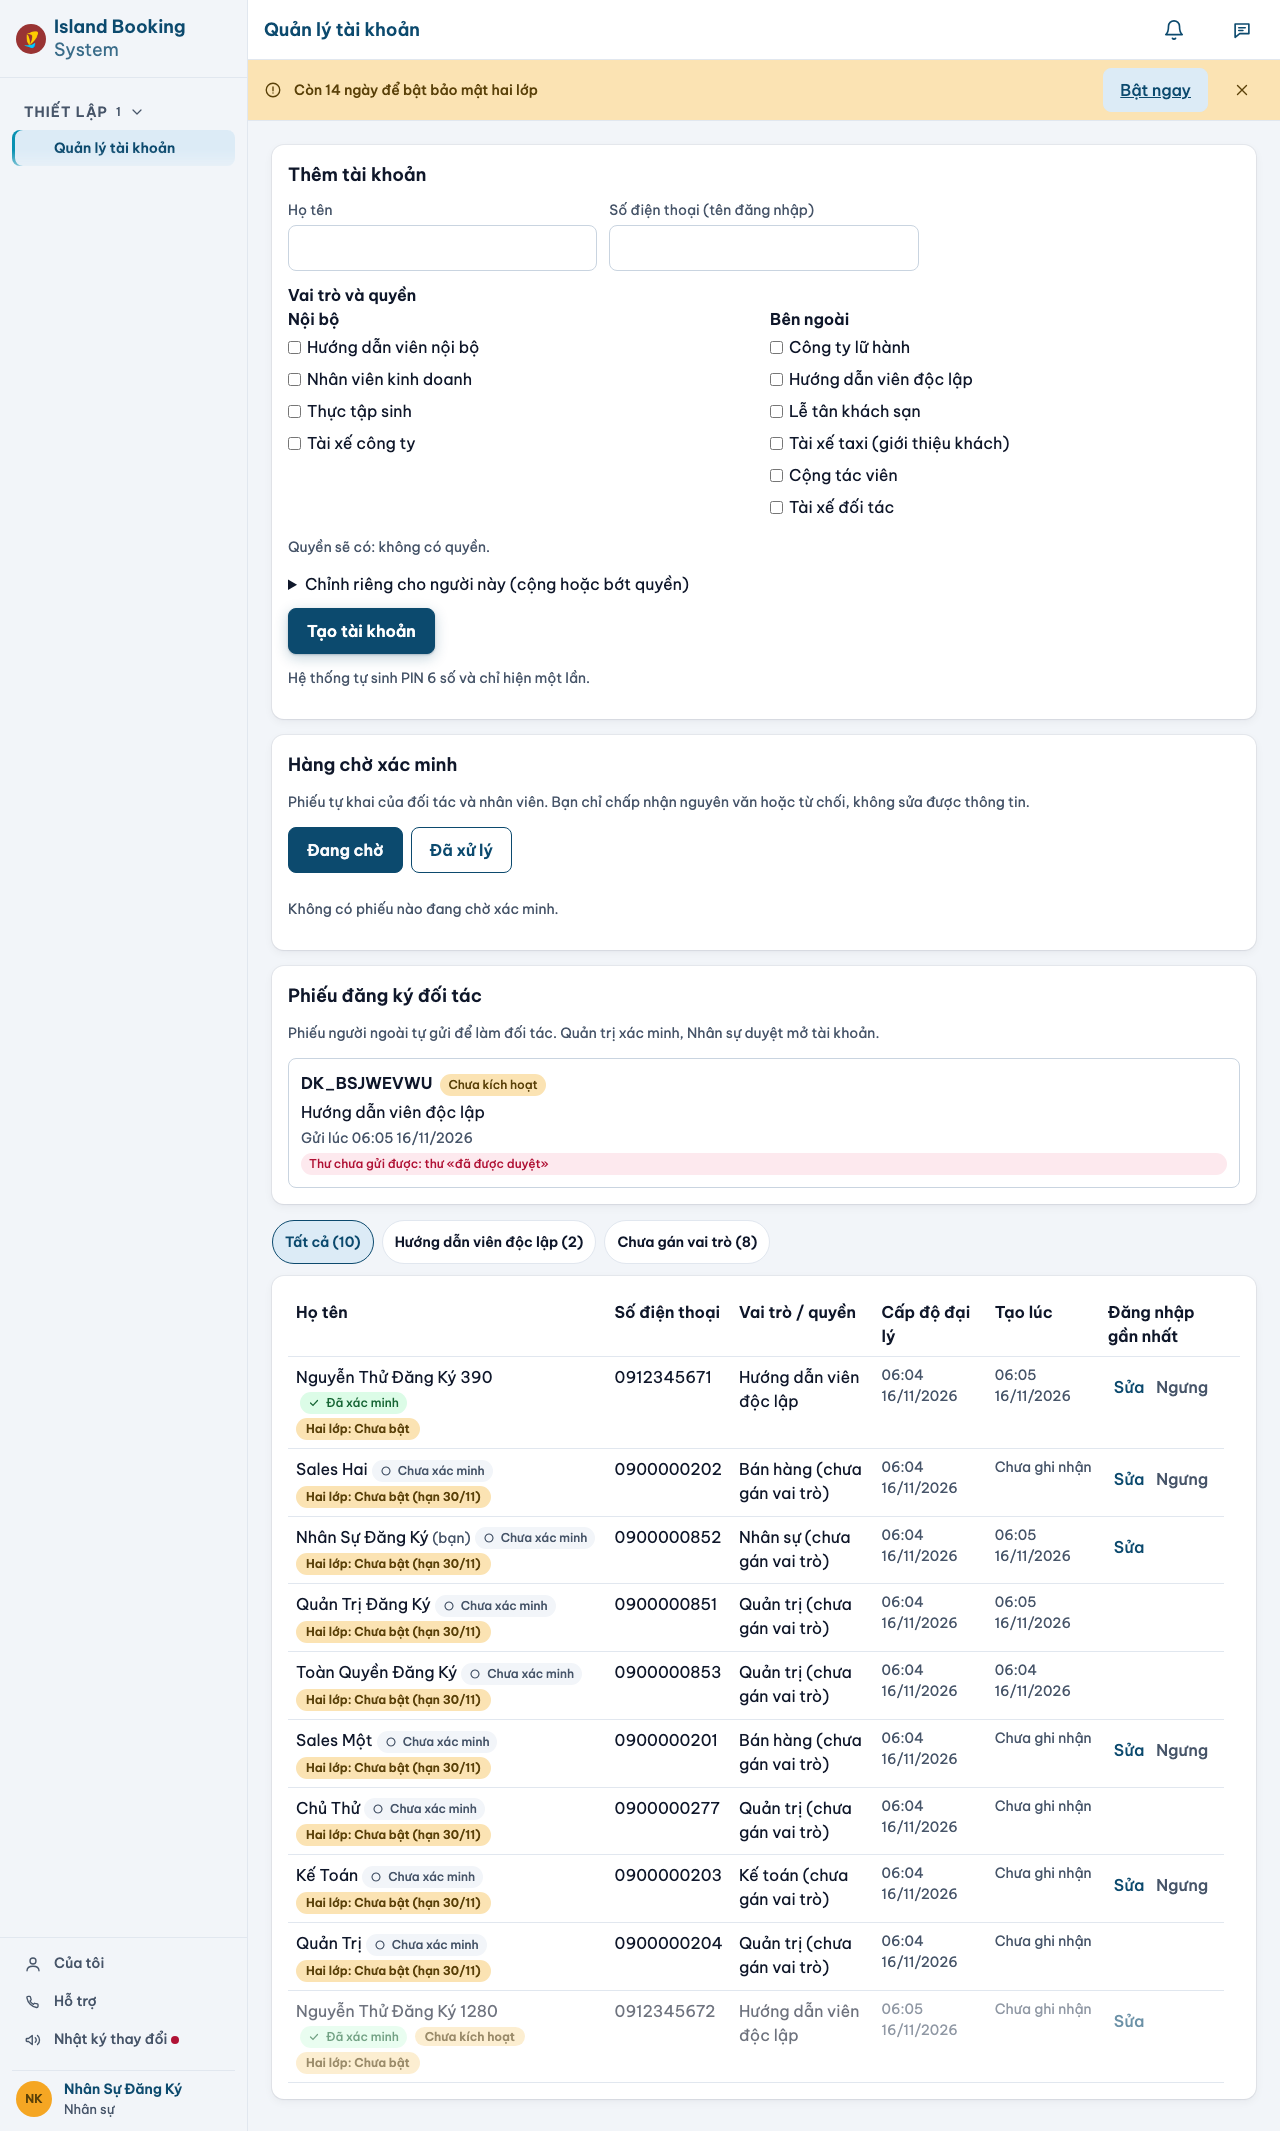 Island Booking
System
THIẾT LẬP 1
Quản lý tài khoản
Quản lý tài khoản
Còn 14 ngày để bật bảo mật hai lớp
Bật ngay
Thêm tài khoản
Họ tên
Số điện thoại (tên đăng nhập)
Vai trò và quyền
Nội bộ
Hướng dẫn viên nội bộ
Nhân viên kinh doanh
Thực tập sinh
Tài xế công ty
Bên ngoài
Công ty lữ hành
Hướng dẫn viên độc lập
Lễ tân khách sạn
Tài xế taxi (giới thiệu khách)
Cộng tác viên
Tài xế đối tác
Quyền sẽ có: không có quyền.
Chỉnh riêng cho người này (cộng hoặc bớt quyền)
Tạo tài khoản
Hệ thống tự sinh PIN 6 số và chỉ hiện một lần.
Hàng chờ xác minh
Phiếu tự khai của đối tác và nhân viên. Bạn chỉ chấp nhận nguyên văn hoặc từ chối, không sửa được thông tin.
Đang chờ
Đã xử lý
Không có phiếu nào đang chờ xác minh.
Phiếu đăng ký đối tác
Phiếu người ngoài tự gửi để làm đối tác. Quản trị xác minh, Nhân sự duyệt mở tài khoản.
DK_BSJWEVWU Chưa kích hoạt
Hướng dẫn viên độc lập
Gửi lúc 06:05 16/11/2026
Thư chưa gửi được: thư «đã được duyệt»
Tất cả (10)
Hướng dẫn viên độc lập (2)
Chưa gán vai trò (8)
Họ tên
Số điện thoại
Vai trò / quyền
Cấp độ đại
lý
Tạo lúc
Đăng nhập
gần nhất
Nguyễn Thử Đăng Ký 390
Đã xác minh
Hai lớp: Chưa bật
0912345671
Hướng dẫn viên
độc lập
06:04
16/11/2026
06:05
16/11/2026
Sửa Ngưng
Sales Hai Chưa xác minh
Hai lớp: Chưa bật (hạn 30/11)
0900000202
Bán hàng (chưa
gán vai trò)
06:04
16/11/2026
Chưa ghi nhận
Sửa Ngưng
Nhân Sự Đăng Ký (bạn) Chưa xác minh
Hai lớp: Chưa bật (hạn 30/11)
0900000852
Nhân sự (chưa
gán vai trò)
06:04
16/11/2026
06:05
16/11/2026
Sửa
Quản Trị Đăng Ký Chưa xác minh
Hai lớp: Chưa bật (hạn 30/11)
0900000851
Quản trị (chưa
gán vai trò)
06:04
16/11/2026
06:05
16/11/2026
Toàn Quyền Đăng Ký Chưa xác minh
Hai lớp: Chưa bật (hạn 30/11)
0900000853
Quản trị (chưa
gán vai trò)
06:04
16/11/2026
06:04
16/11/2026
Sales Một Chưa xác minh
Hai lớp: Chưa bật (hạn 30/11)
0900000201
Bán hàng (chưa
gán vai trò)
06:04
16/11/2026
Chưa ghi nhận
Sửa Ngưng
Chủ Thử Chưa xác minh
Hai lớp: Chưa bật (hạn 30/11)
0900000277
Quản trị (chưa
gán vai trò)
06:04
16/11/2026
Chưa ghi nhận
Kế Toán Chưa xác minh
Hai lớp: Chưa bật (hạn 30/11)
0900000203
Kế toán (chưa
gán vai trò)
06:04
16/11/2026
Chưa ghi nhận
Sửa Ngưng
Quản Trị Chưa xác minh
Hai lớp: Chưa bật (hạn 30/11)
0900000204
Quản trị (chưa
gán vai trò)
06:04
16/11/2026
Chưa ghi nhận
Nguyễn Thử Đăng Ký 1280
Đã xác minh Chưa kích hoạt
Hai lớp: Chưa bật
0912345672
Hướng dẫn viên
độc lập
06:05
16/11/2026
Chưa ghi nhận
Sửa
Của tôi
Hỗ trợ
Nhật ký thay đổi
NK
Nhân Sự Đăng Ký
Nhân sự